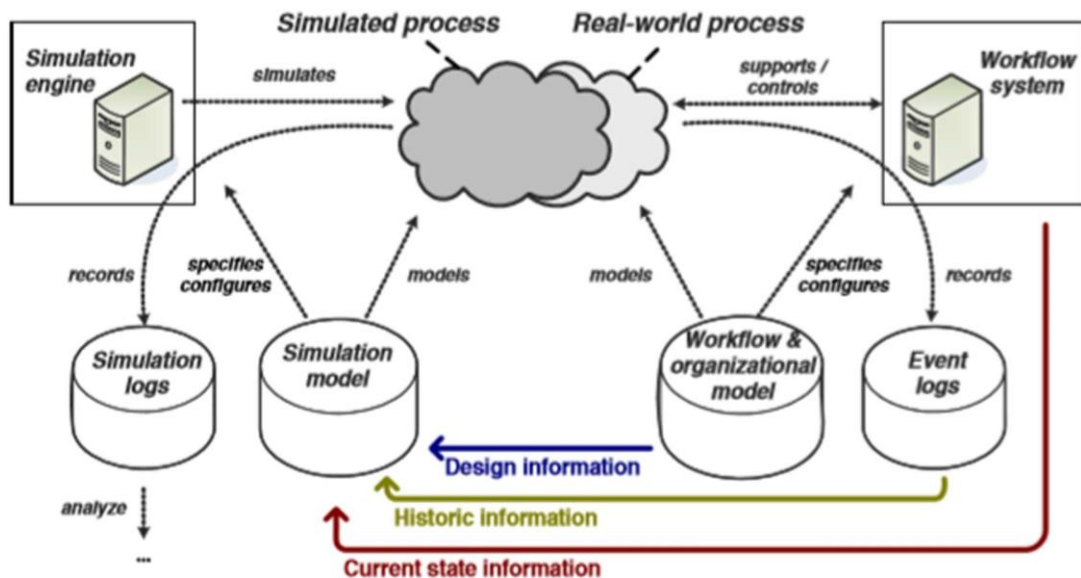 Simulated process
Real-world process
Simulation
engine
simulates
supports /
controls
Workflow
system
records
specifies
configures
models
models
specifies
configures
records
Simulation
logs
Simulation
model
Workflow &
organizational
model
Event
logs
Design information
analyze
Historic information
...
Current state information